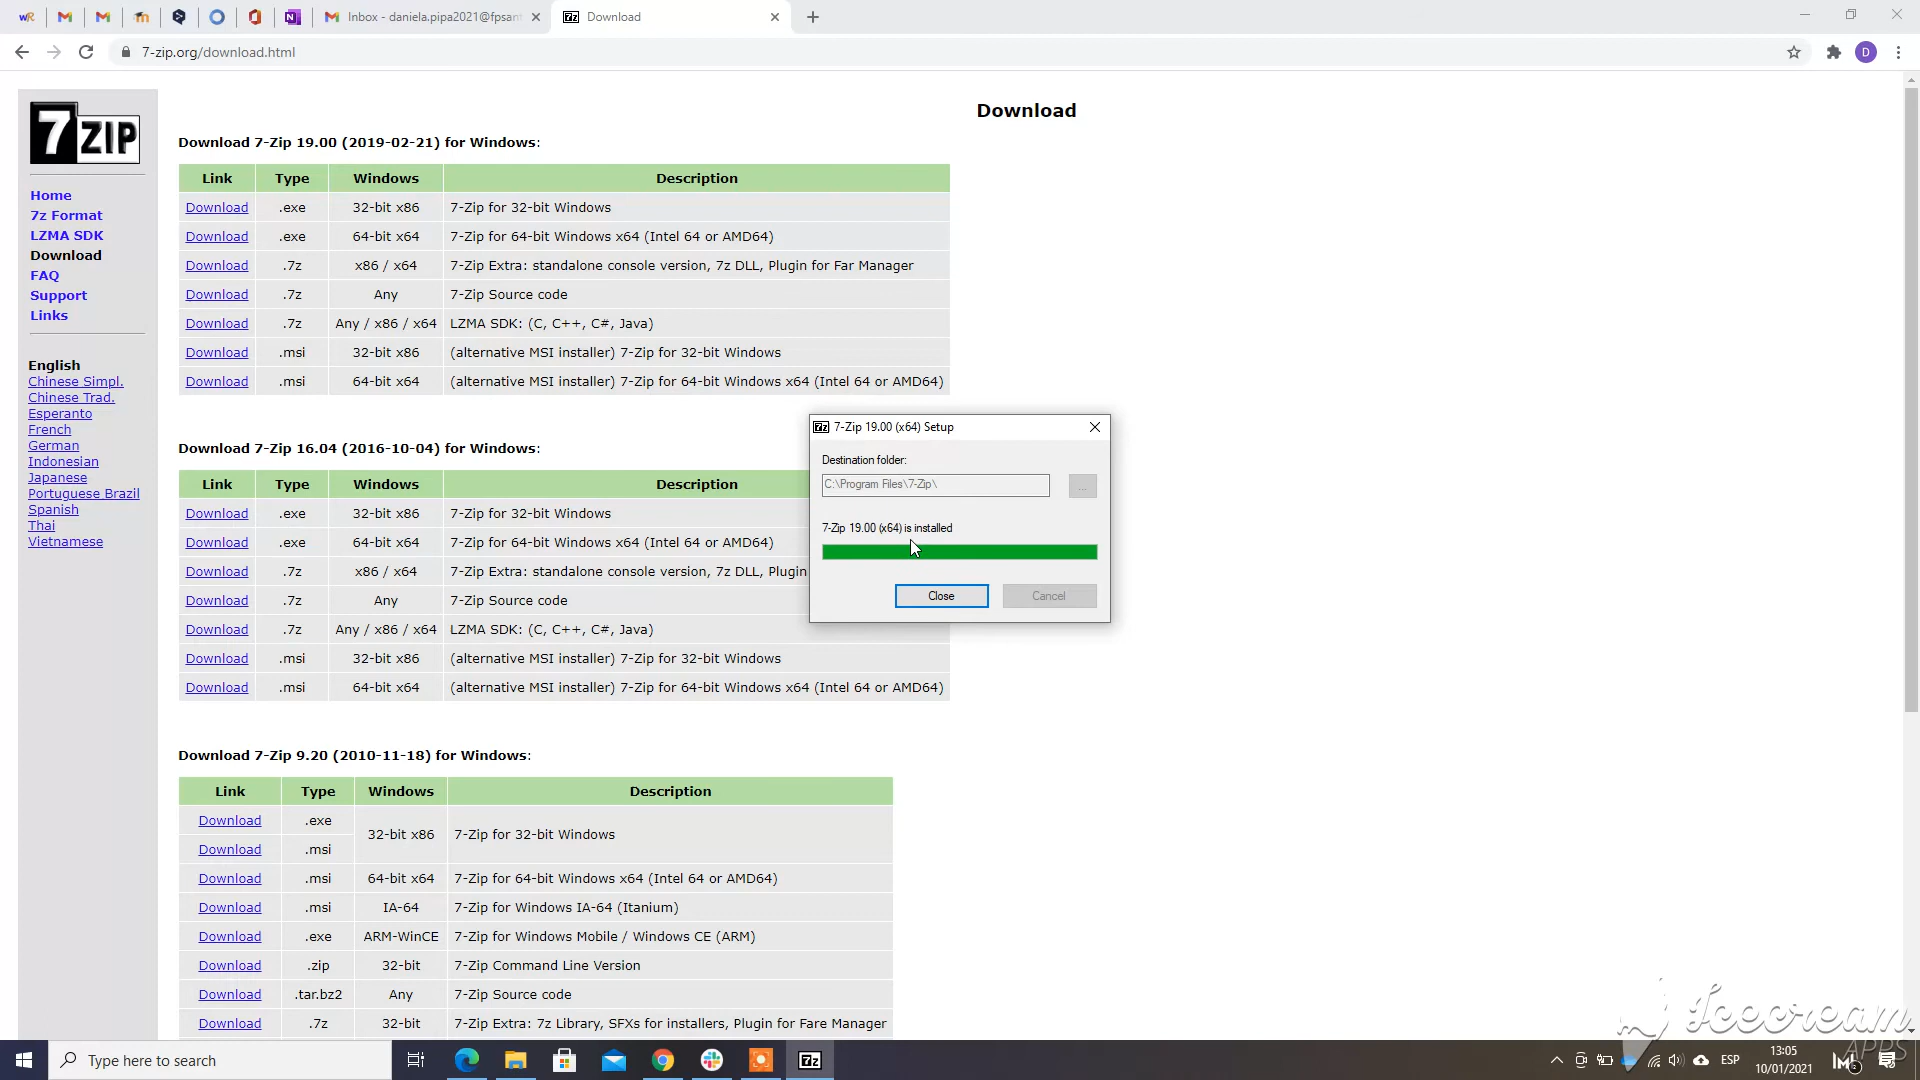 Inbox - daniela.pipa2021@fpsan
Download
7-zip.org/download.html
D
7ZIP
Home
7z Format
LZMA SDK
Download
FAQ
Support
Links
English
Chinese Simpl.
Chinese Trad.
Esperanto
French
German
Indonesian
Japanese
Portuguese Brazil
Spanish
Thai
Vietnamese
Download
Download 7-Zip 19.00 (2019-02-21) for Windows:
Link Type Windows Description
Download .exe 32-bit x86 7-Zip for 32-bit Windows
Download .exe 64-bit x64 7-Zip for 64-bit Windows x64 (Intel 64 or AMD64)
Download .7z x86 / x64 7-Zip Extra: standalone console version, 7z DLL, Plugin for Far Manager
Download .7z Any 7-Zip Source code
Download .7z Any / x86 / x64 LZMA SDK: (C, C++, C#, Java)
Download .msi 32-bit x86 (alternative MSI installer) 7-Zip for 32-bit Windows
Download .msi 64-bit x64 (alternative MSI installer) 7-Zip for 64-bit Windows x64 (Intel 64 or AMD64)
Download 7-Zip 16.04 (2016-10-04) for Windows:
Link Type Windows Description
Download .exe 32-bit x86 7-Zip for 32-bit Windows
Download .exe 64-bit x64 7-Zip for 64-bit Windows x64 (Intel 64 or AMD64)
Download .7z x86 / x64 7-Zip Extra: standalone console version, 7z DLL, Plugin
Download .7z Any 7-Zip Source code
Download .7z Any / x86 / x64 LZMA SDK: (C, C++, C#, Java)
Download .msi 32-bit x86 (alternative MSI installer) 7-Zip for 32-bit Windows
Download .msi 64-bit x64 (alternative MSI installer) 7-Zip for 64-bit Windows x64 (Intel 64 or AMD64)
7z 7-Zip 19.00 (x64) Setup
Destination folder:
C:\Program Files\7-Zip\
...
7-Zip 19.00 (x64) is installed
Close Cancel
Download 7-Zip 9.20 (2010-11-18) for Windows:
Link Type Windows Description
Download .exe 32-bit x86 7-Zip for 32-bit Windows
Download .msi
Download .msi 64-bit x64 7-Zip for 64-bit Windows x64 (Intel 64 or AMD64)
Download .msi IA-64 7-Zip for Windows IA-64 (Itanium)
Download .exe ARM-WinCE 7-Zip for Windows Mobile / Windows CE (ARM)
Download .zip 32-bit 7-Zip Command Line Version
Download .tar.bz2 Any 7-Zip Source code
Download .7z 32-bit 7-Zip Extra: 7z Library, SFXs for installers, Plugin for Fare Manager
Icecream
APPS
Type here to search
7z
ESP
13:05
10/01/2021